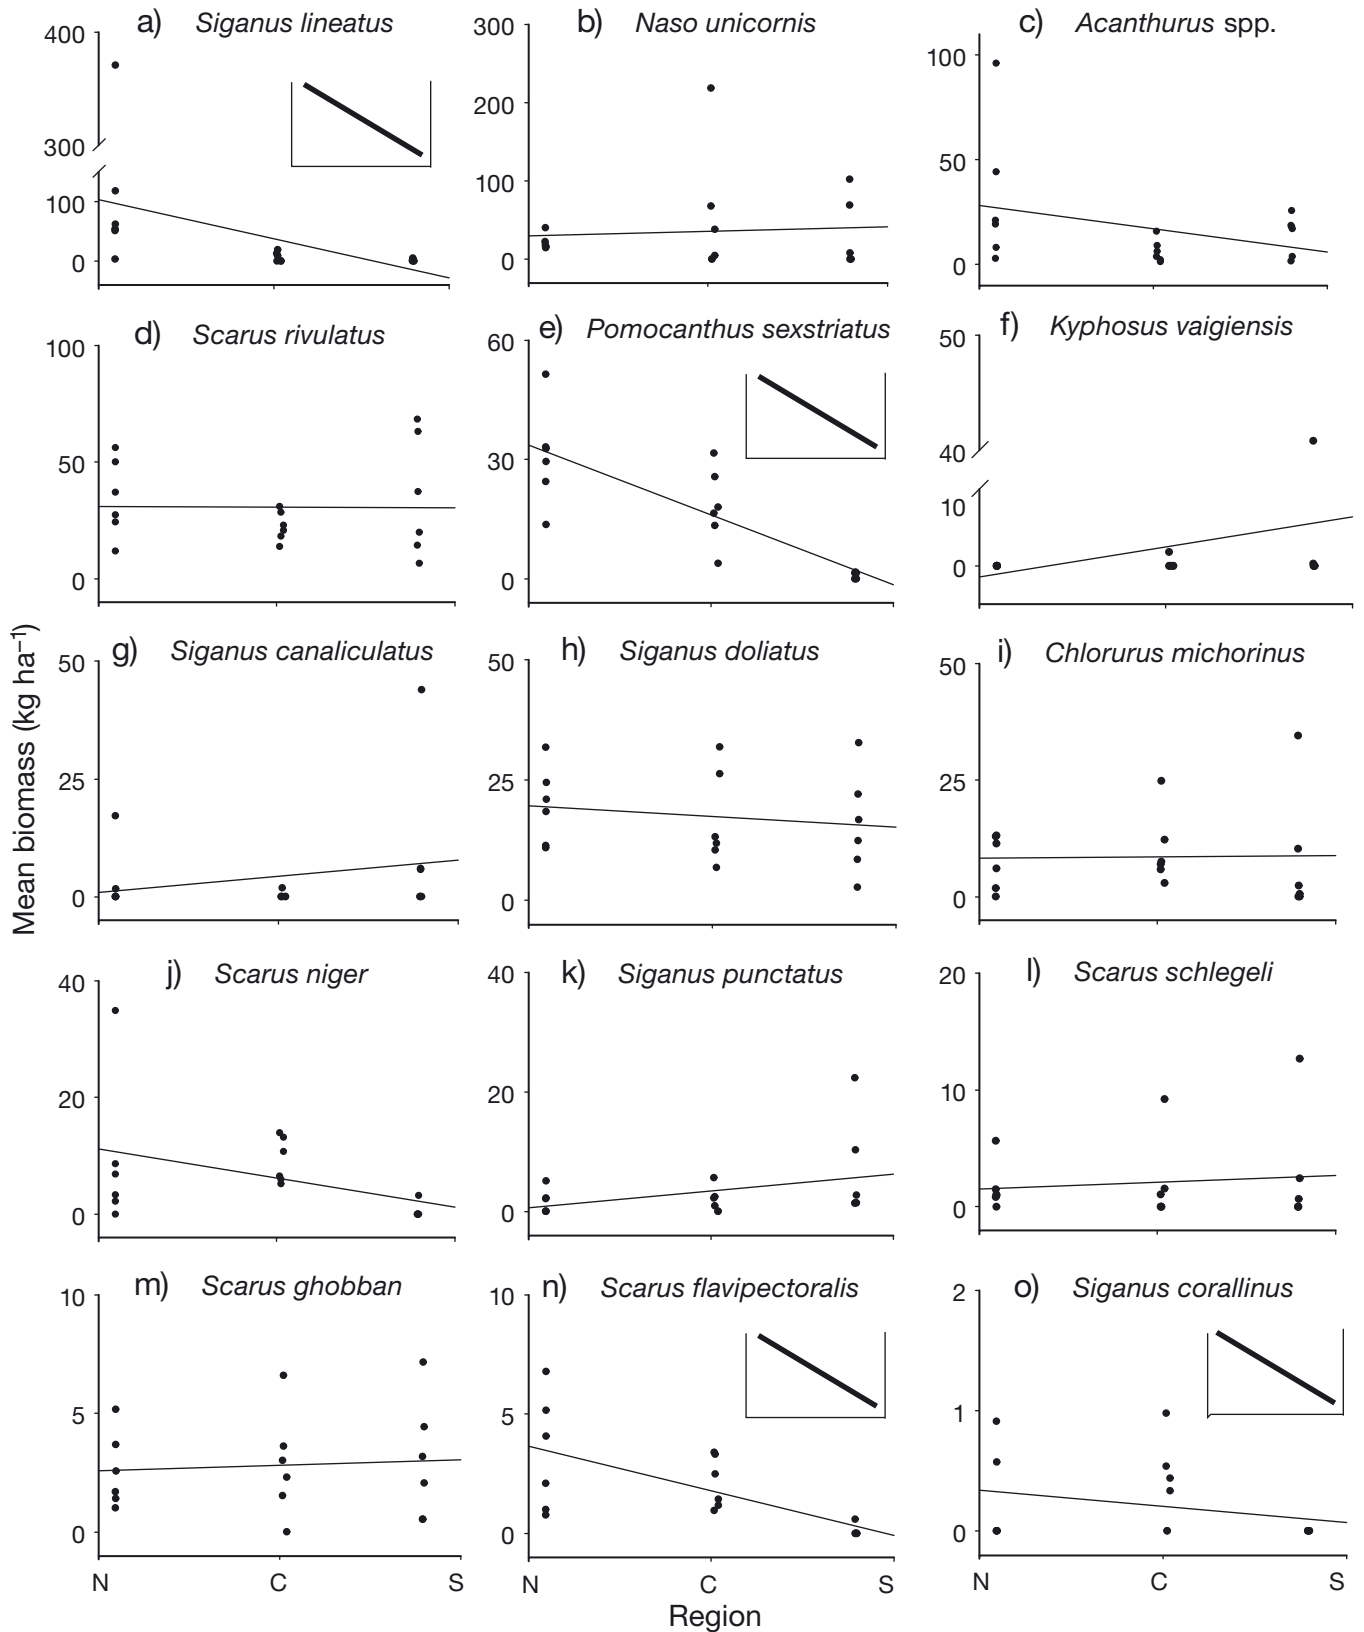 a) Siganus lineatus
400
300
100
0
b) Naso unicornis
300
200
100
0
c) Acanthurus spp.
100
50
0
d) Scarus rivulatus
100
50
0
e) Pomocanthus sexstriatus
60
30
0
f) Kyphosus vaigiensis
50
40
10
0
Mean biomass (kg ha–1)
g) Siganus canaliculatus
50
25
0
h) Siganus doliatus
50
25
0
i) Chlorurus michorinus
50
25
0
j) Scarus niger
40
20
0
k) Siganus punctatus
40
20
0
l) Scarus schlegeli
20
10
0
m) Scarus ghobban
10
5
0
N C S
n) Scarus flavipectoralis
10
5
0
N C S
o) Siganus corallinus
2
1
0
N C S
Region